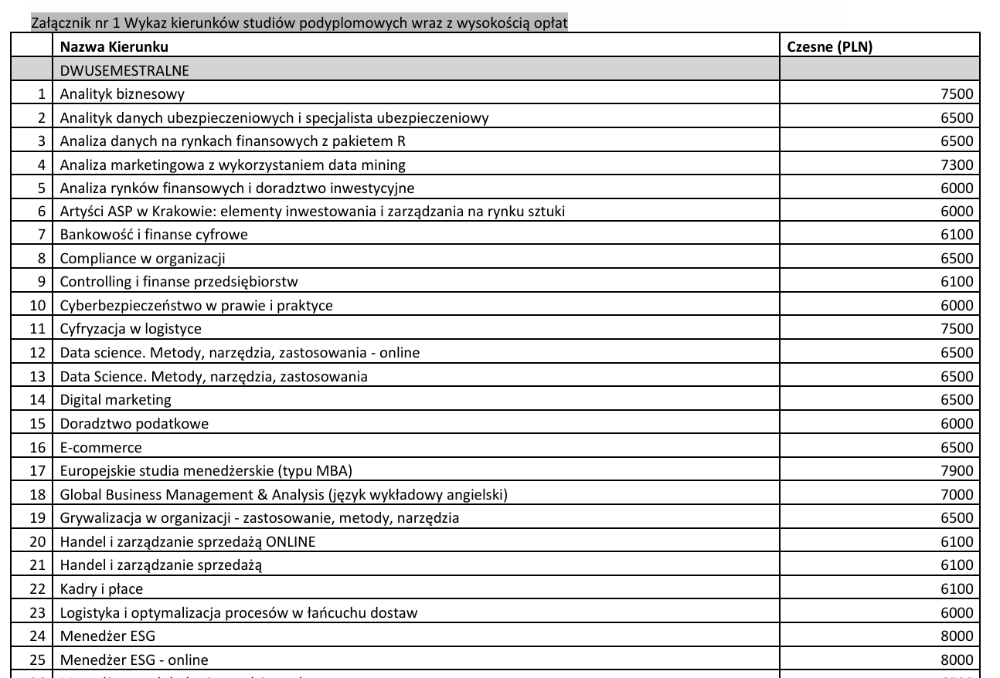 Załącznik nr 1 Wykaz kierunków studiów podyplomowych wraz z wysokością opłat
Nazwa Kierunku Czesne (PLN)
DWUSEMESTRALNE
1 Analityk biznesowy 7500
2 Analityk danych ubezpieczeniowych i specjalista ubezpieczeniowy 6500
3 Analiza danych na rynkach finansowych z pakietem R 6500
4 Analiza marketingowa z wykorzystaniem data mining 7300
5 Analiza rynków finansowych i doradztwo inwestycyjne 6000
6 Artyści ASP w Krakowie: elementy inwestowania i zarządzania na rynku sztuki 6000
7 Bankowość i finanse cyfrowe 6100
8 Compliance w organizacji 6500
9 Controlling i finanse przedsiębiorstw 6100
10 Cyberbezpieczeństwo w prawie i praktyce 6000
11 Cyfryzacja w logistyce 7500
12 Data science. Metody, narzędzia, zastosowania - online 6500
13 Data Science. Metody, narzędzia, zastosowania 6500
14 Digital marketing 6500
15 Doradztwo podatkowe 6000
16 E-commerce 6500
17 Europejskie studia menedżerskie (typu MBA) 7900
18 Global Business Management & Analysis (język wykładowy angielski) 7000
19 Grywalizacja w organizacji - zastosowanie, metody, narzędzia 6500
20 Handel i zarządzanie sprzedażą ONLINE 6100
21 Handel i zarządzanie sprzedażą 6100
22 Kadry i płace 6100
23 Logistyka i optymalizacja procesów w łańcuchu dostaw 6000
24 Menedżer ESG 8000
25 Menedżer ESG - online 8000